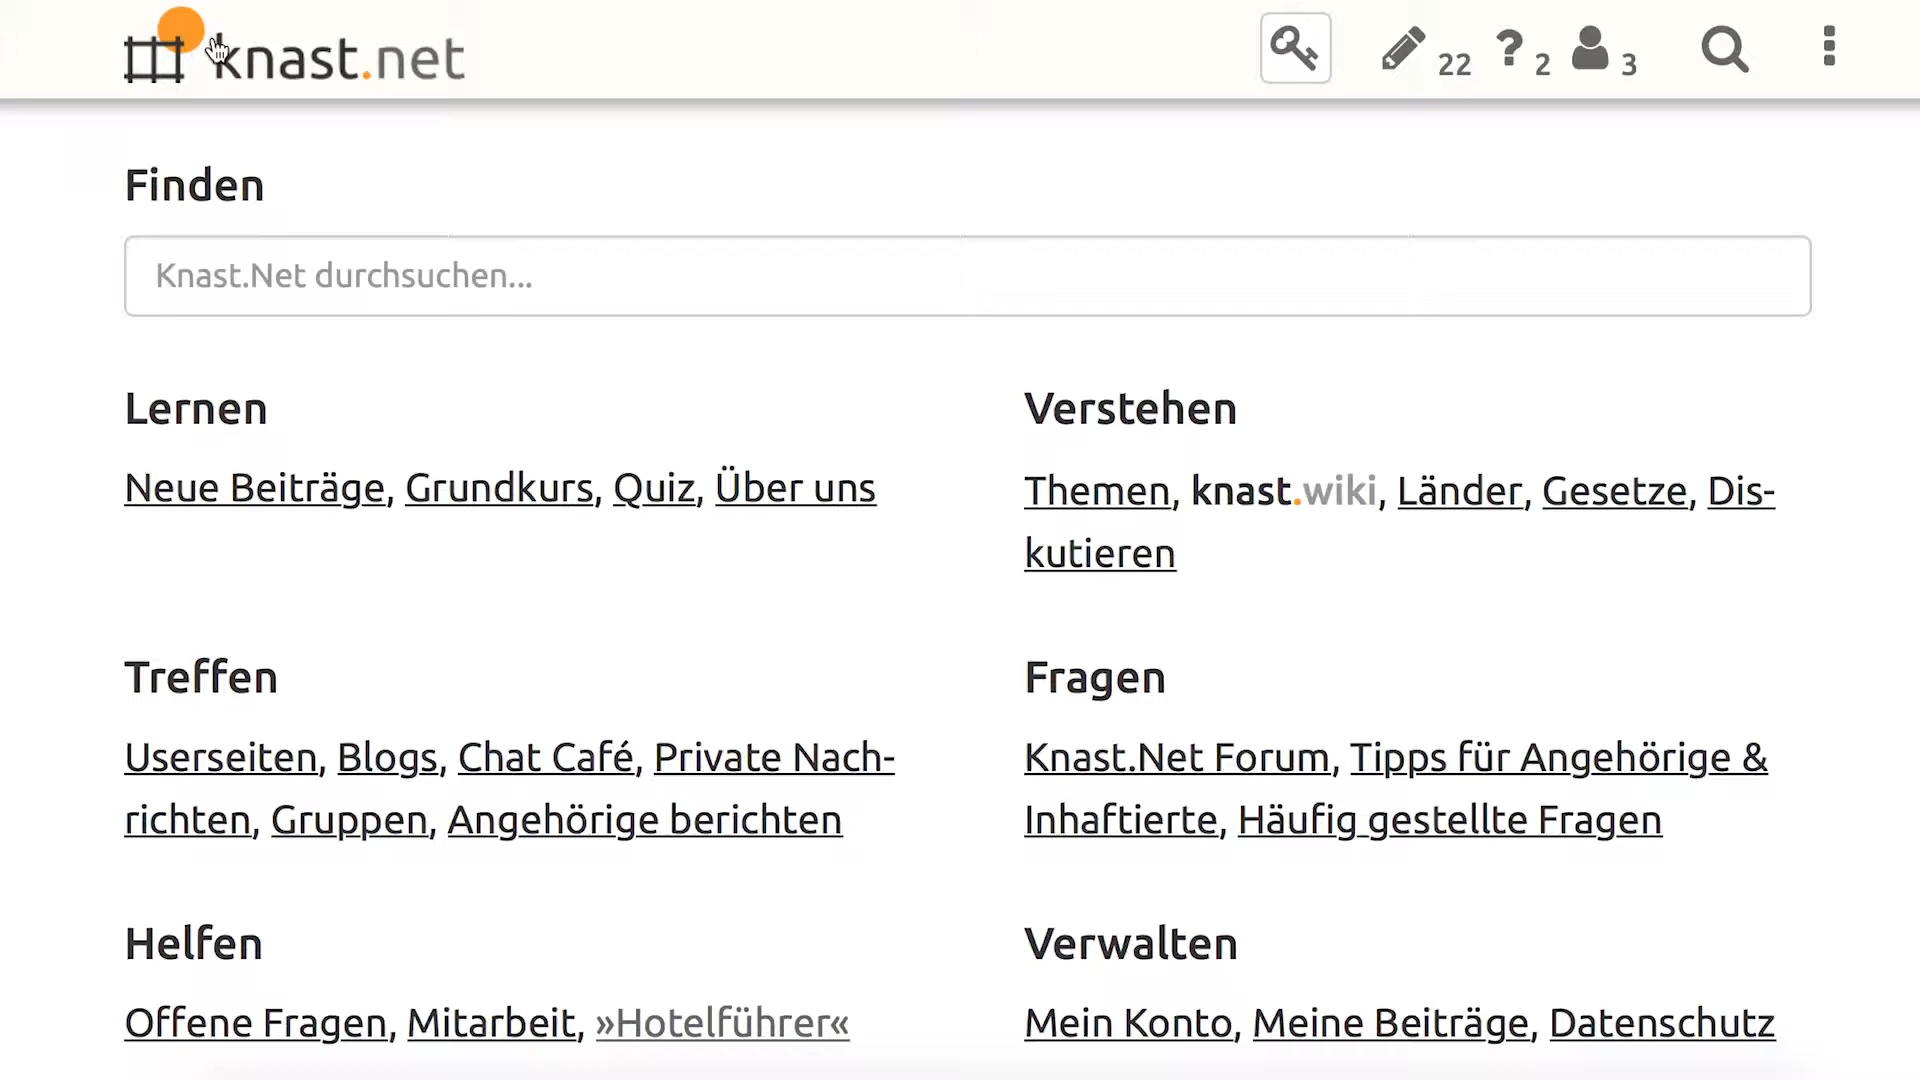 knast.net
22
? 2
3
Finden
Knast.Net durchsuchen...
Lernen
Neue Beiträge, Grundkurs, Quiz, Über uns
Verstehen
Themen, knast.wiki, Länder, Gesetze, Dis-
kutieren
Treffen
Userseiten, Blogs, Chat Café, Private Nach-
richten, Gruppen, Angehörige berichten
Fragen
Knast.Net Forum, Tipps für Angehörige &
Inhaftierte, Häufig gestellte Fragen
Helfen
Offene Fragen, Mitarbeit, »Hotelführer«
Verwalten
Mein Konto, Meine Beiträge, Datenschutz